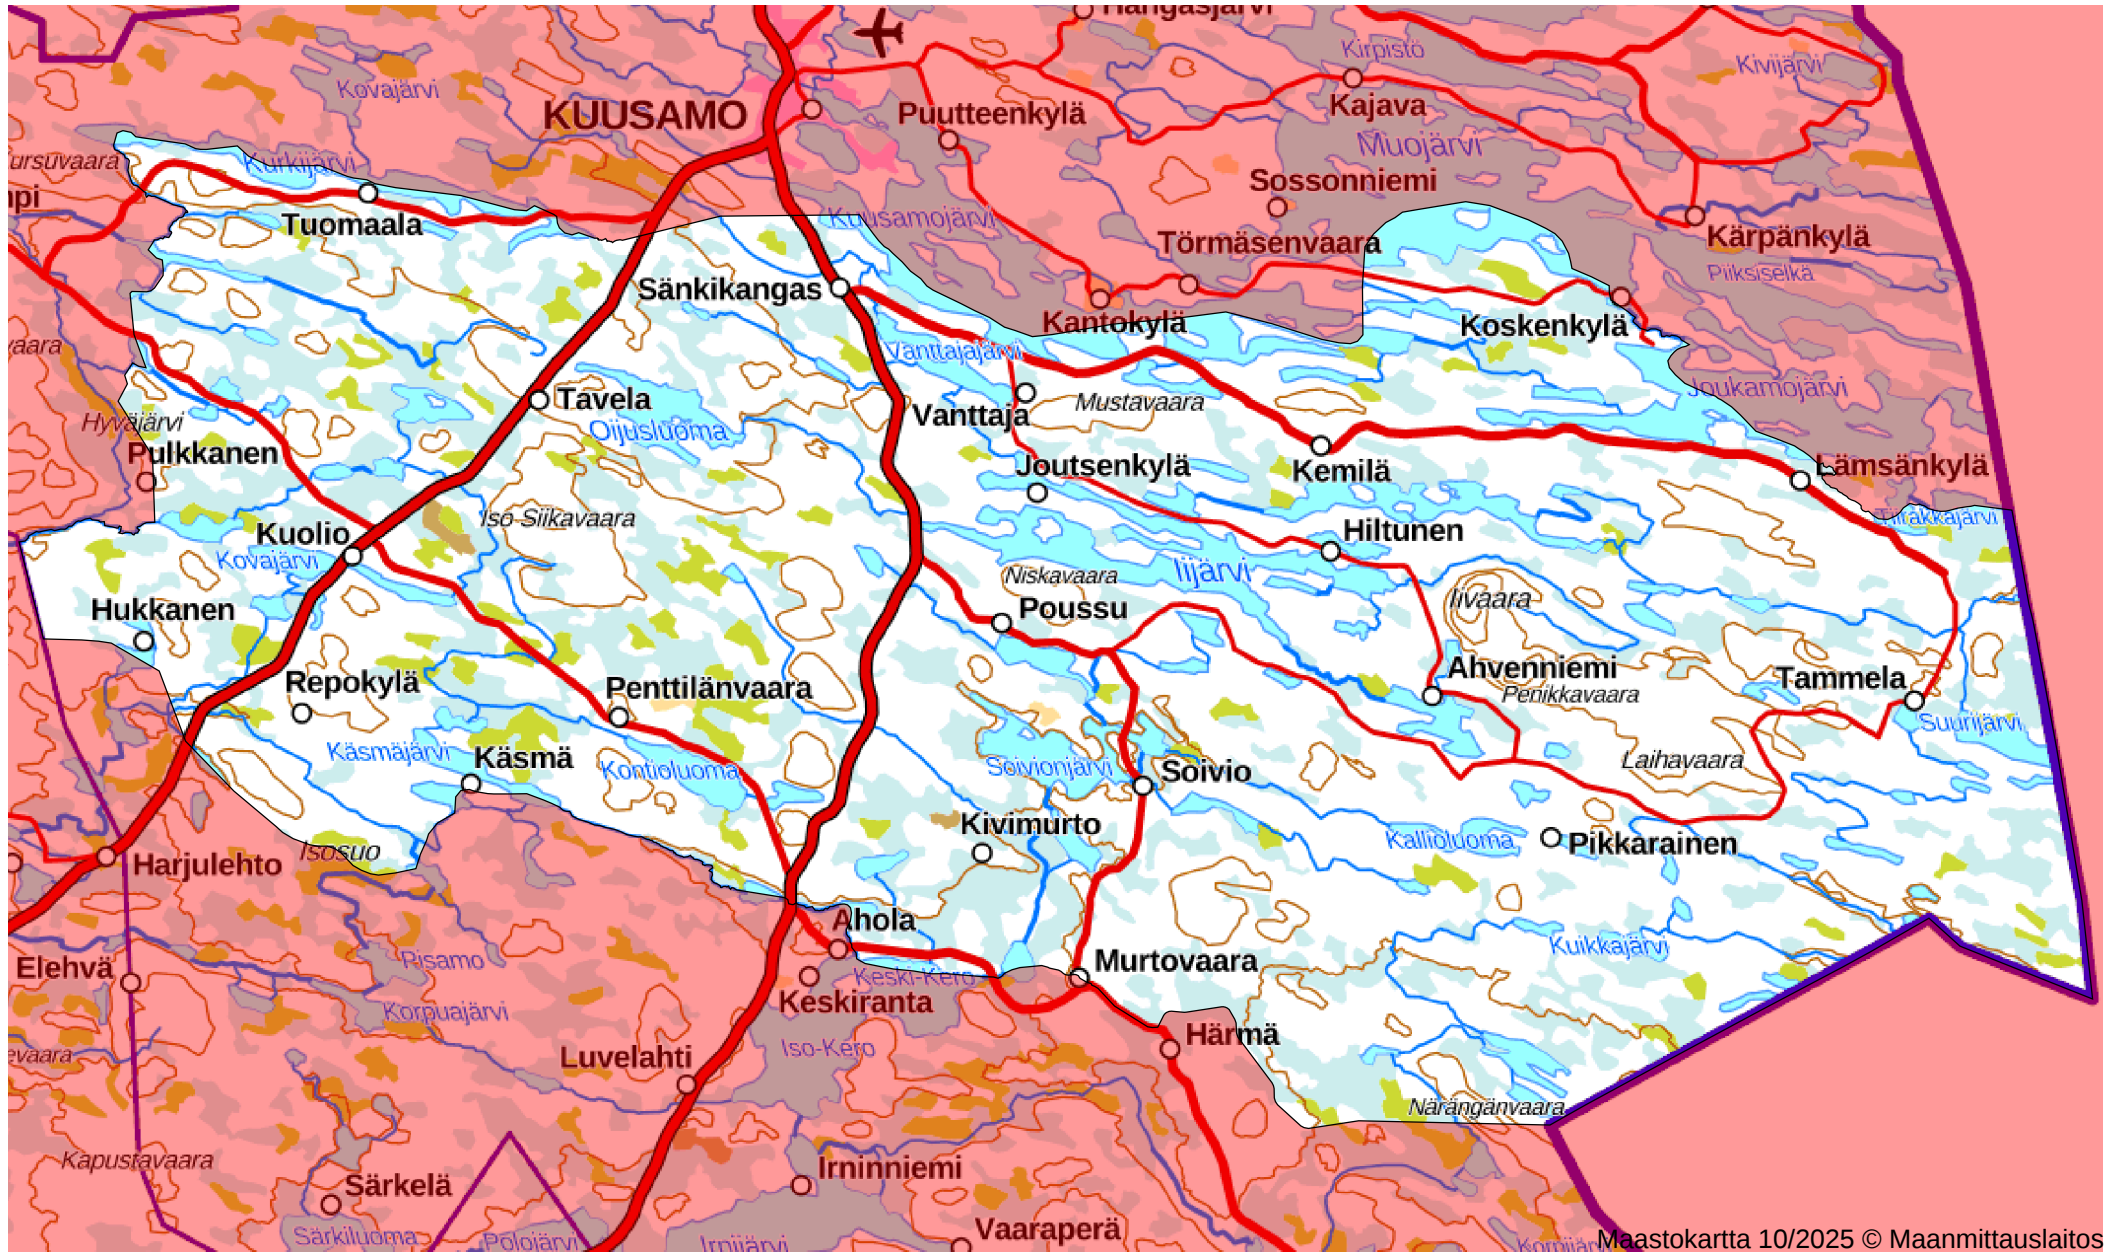 Hangasjärvi
Kirpistö
Kivijärvi
Kovajärvi
KUUSAMO
Puutteenkylä
Kajava
Muojärvi
ursuvaara
Kurkijärvi
Sossonniemi
Tuomaala
Kuusamojärvi
Törmäsenvaara
Kärpänkylä
Piiksiselkä
Sänkikangas
Kantokylä
Koskenkylä
vaara
Vanttajajärvi
Joukamojärvi
Tavela
Mustavaara
Vanttaja
Hyväjärvi
Oijusluoma
Pulkkanen
Joutsenkylä
Kemilä
Lämsänkylä
Iso Siikavaara
Tiirakkajärvi
Kuolio
Hiltunen
Kovajärvi
Niskavaara
Iijärvi
Iivaara
Hukkanen
Poussu
Ahvenniemi
Tammela
Repokylä
Penttilänvaara
Penikkavaara
Suurijärvi
Käsmäjärvi
Käsmä
Kontioluoma
Soivionjärvi
Soivio
Laihavaara
Kivimurto
Kallioluoma
Pikkarainen
Isosuo
Harjulehto
Ahola
Kuikkajärvi
Elehvä
Pisamo
Keski-Kero
Murtovaara
Keskiranta
Korpuajärvi
Härmä
evaara
Luvelahti
Iso-Kero
Närängänvaara
Kapustavaara
Irninniemi
Särkelä
Vaaraperä
Särkiluoma
Polojärvi
Irnijärvi
Maastokartta 10/2025 © Maanmittauslaitos